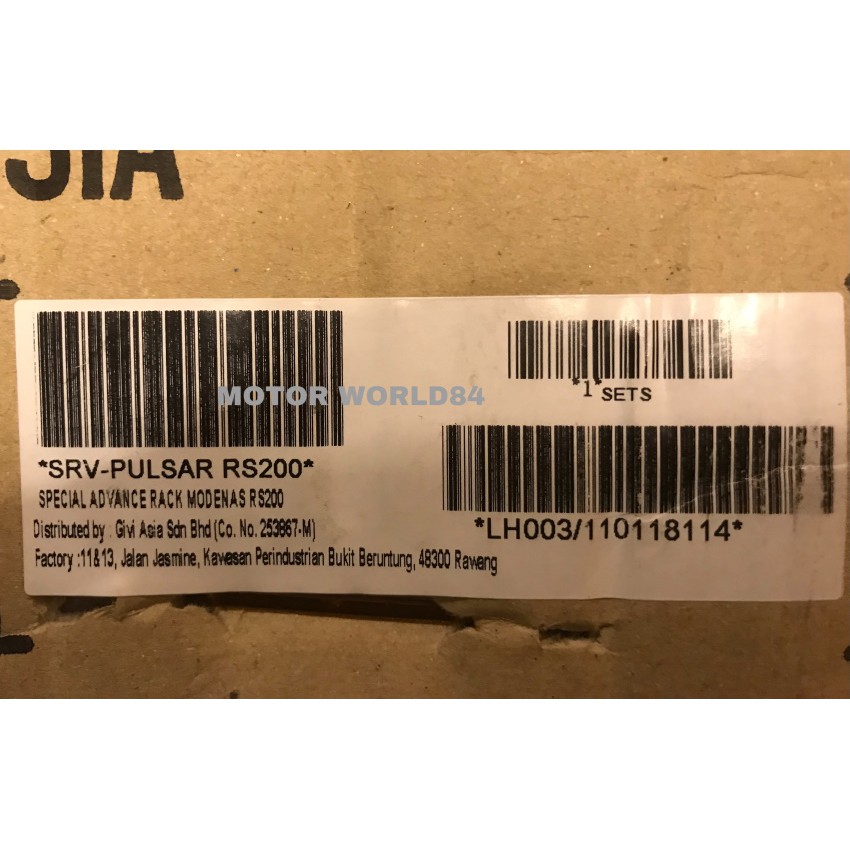 SIA
MOTOR WORLD84
*SRV-PULSAR RS200*
SPECIAL ADVANCE RACK MODENAS RS200
Distributed by : Givi Asia Sdn Bhd (Co. No. 253867-M)
Factory :11&13, Jalan Jasmine, Kawasan Perindustrian Bukit Beruntung, 48300 Rawang
*1* SETS
*LH003/110118114*